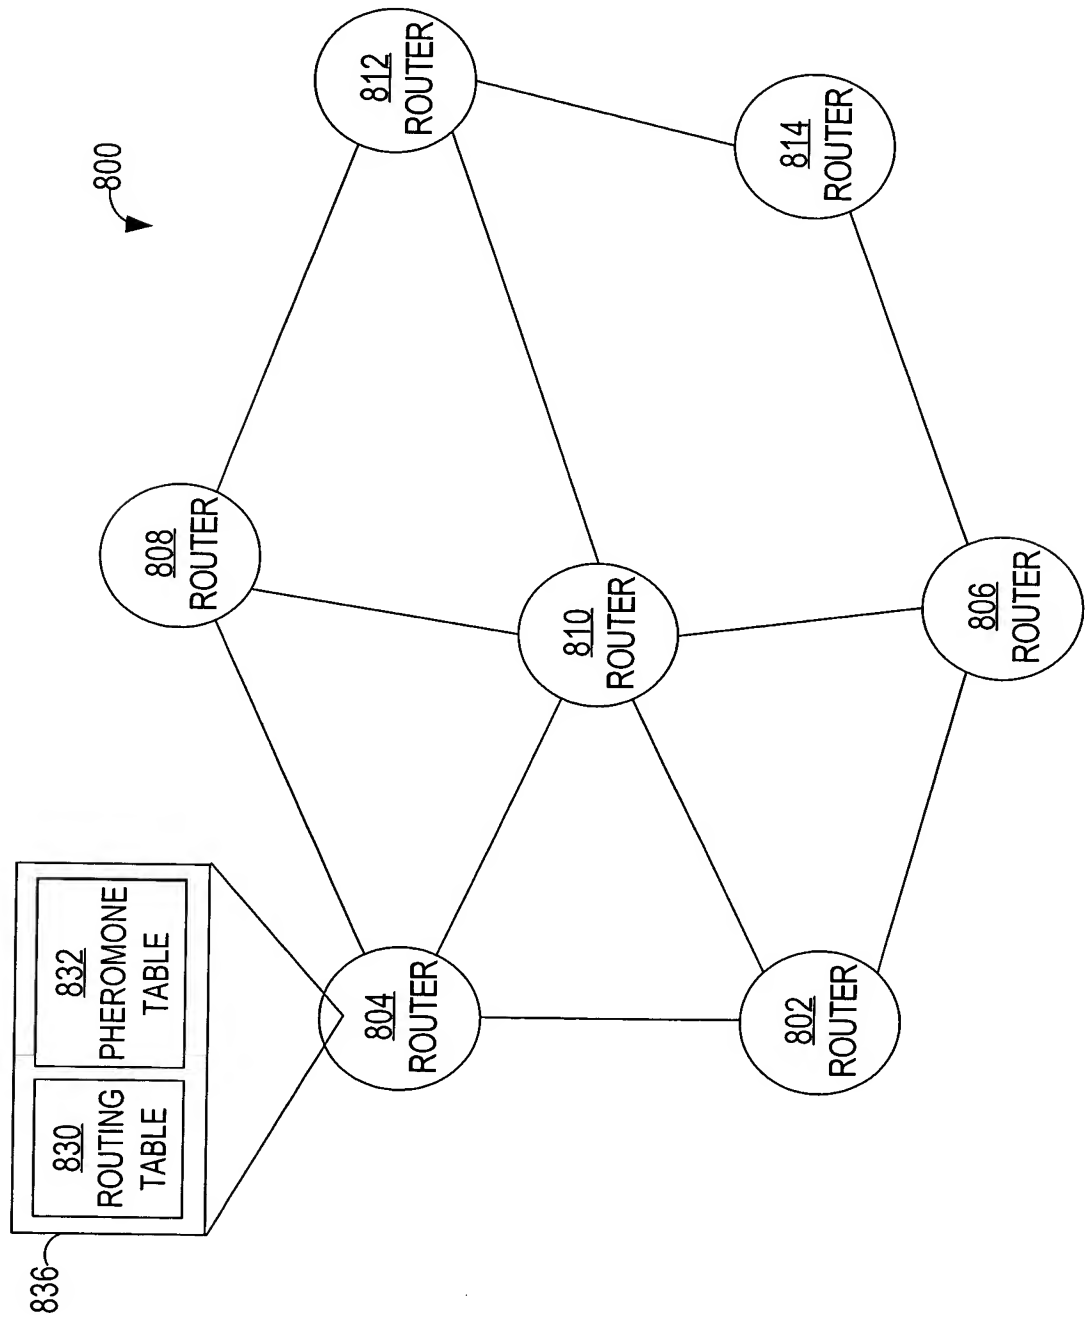 836
830
ROUTING
TABLE
832
PHEROMONE
TABLE
800
804
ROUTER
808
ROUTER
812
ROUTER
810
ROUTER
802
ROUTER
806
ROUTER
814
ROUTER